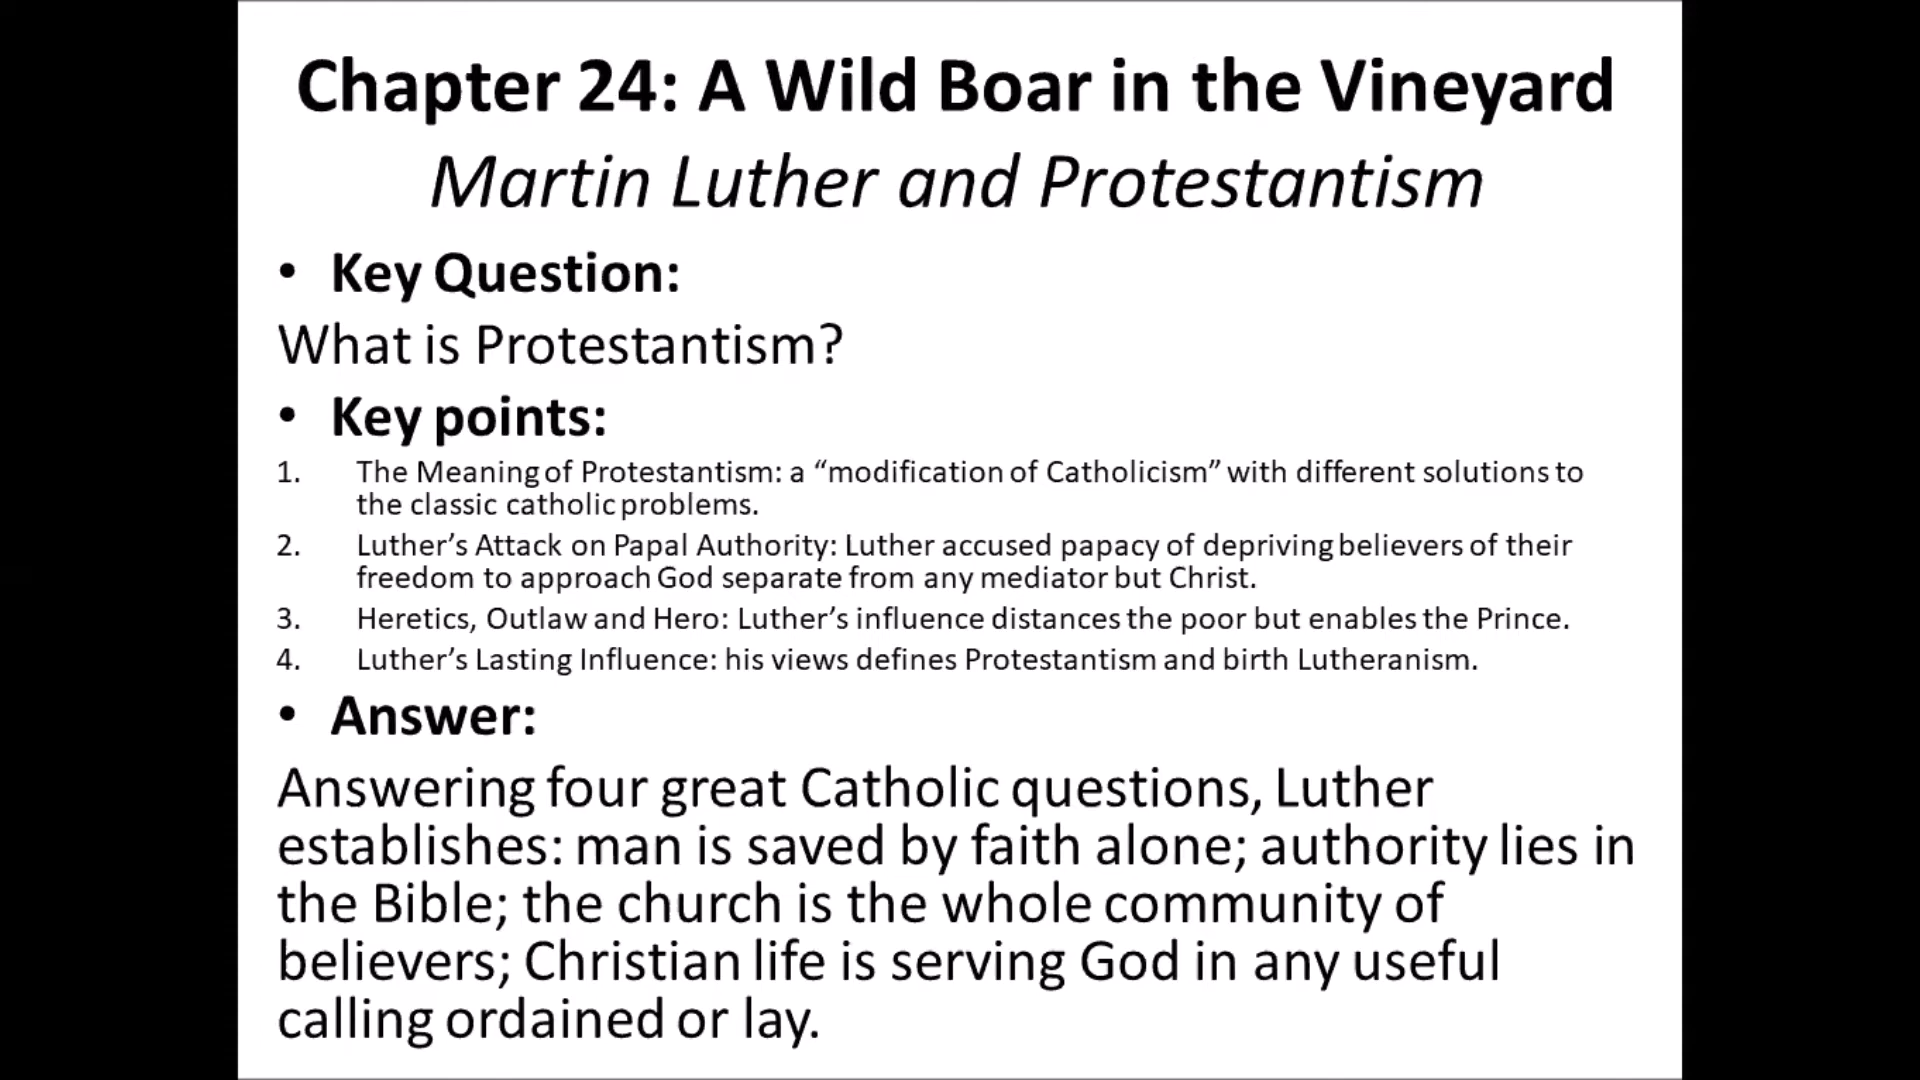 Chapter 24: A Wild Boar in the Vineyard
Martin Luther and Protestantism
• Key Question:
What is Protestantism?
• Key points:
1. The Meaning of Protestantism: a “modification of Catholicism” with different solutions to
the classic catholic problems.
2. Luther’s Attack on Papal Authority: Luther accused papacy of depriving believers of their
freedom to approach God separate from any mediator but Christ.
3. Heretics, Outlaw and Hero: Luther’s influence distances the poor but enables the Prince.
4. Luther’s Lasting Influence: his views defines Protestantism and birth Lutheranism.
• Answer:
Answering four great Catholic questions, Luther
establishes: man is saved by faith alone; authority lies in
the Bible; the church is the whole community of
believers; Christian life is serving God in any useful
calling ordained or lay.